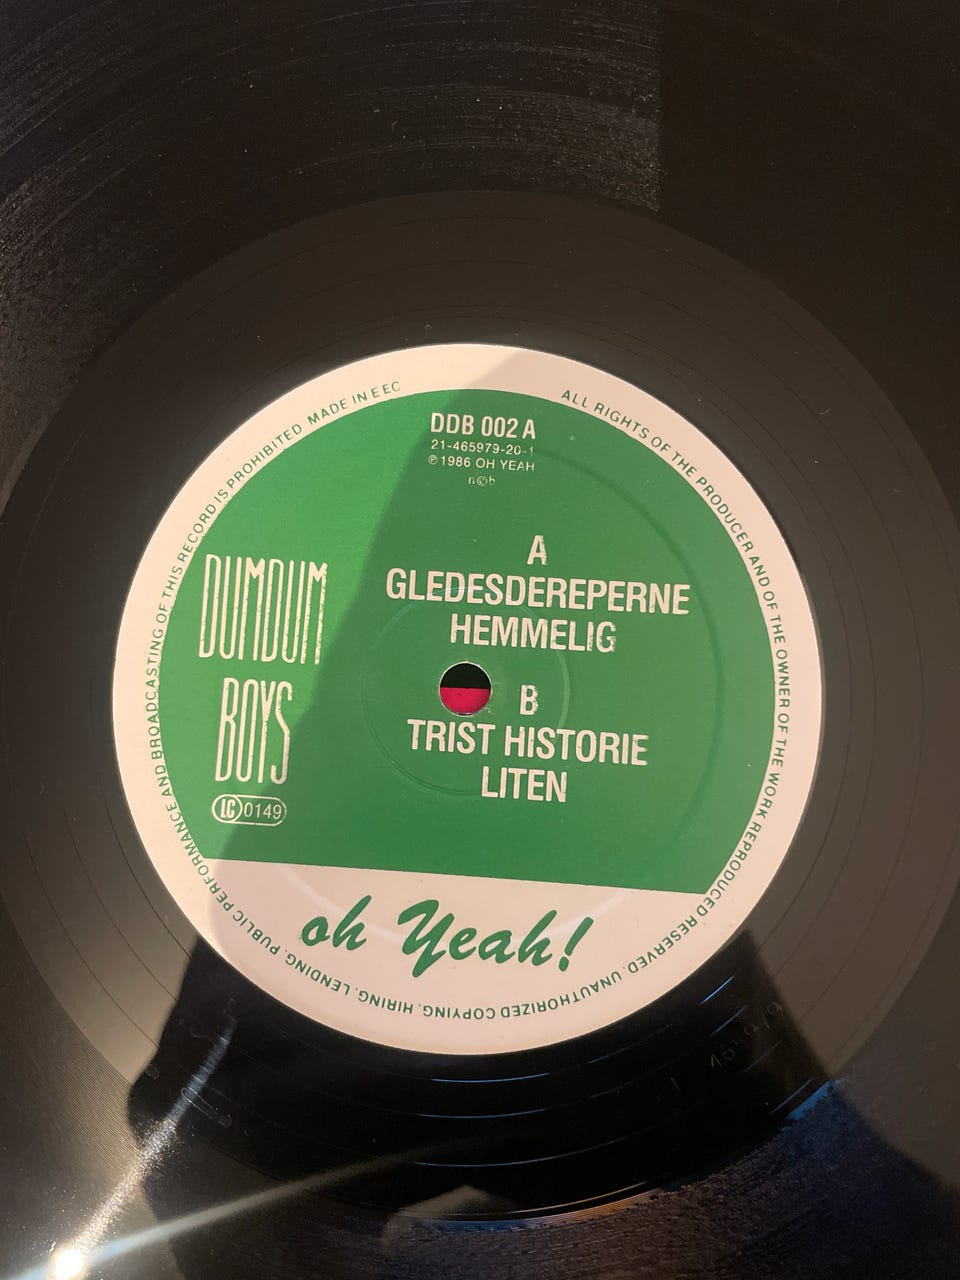 DDB 002 A
21-465979-20-1
℗ 1986 OH YEAH
n©b
A
GLEDESDEREPERNE
HEMMELIG
B
TRIST HISTORIE
LITEN
DUMDUM
BOYS
LC 0149
oh Yeah!
ALL RIGHTS OF THE PRODUCER AND OF THE OWNER OF THE WORK REPRODUCED RESERVED. UNAUTHORIZED COPYING, HIRING, LENDING, PUBLIC PERFORMANCE AND BROADCASTING OF THIS RECORD IS PROHIBITED MADE IN EEC